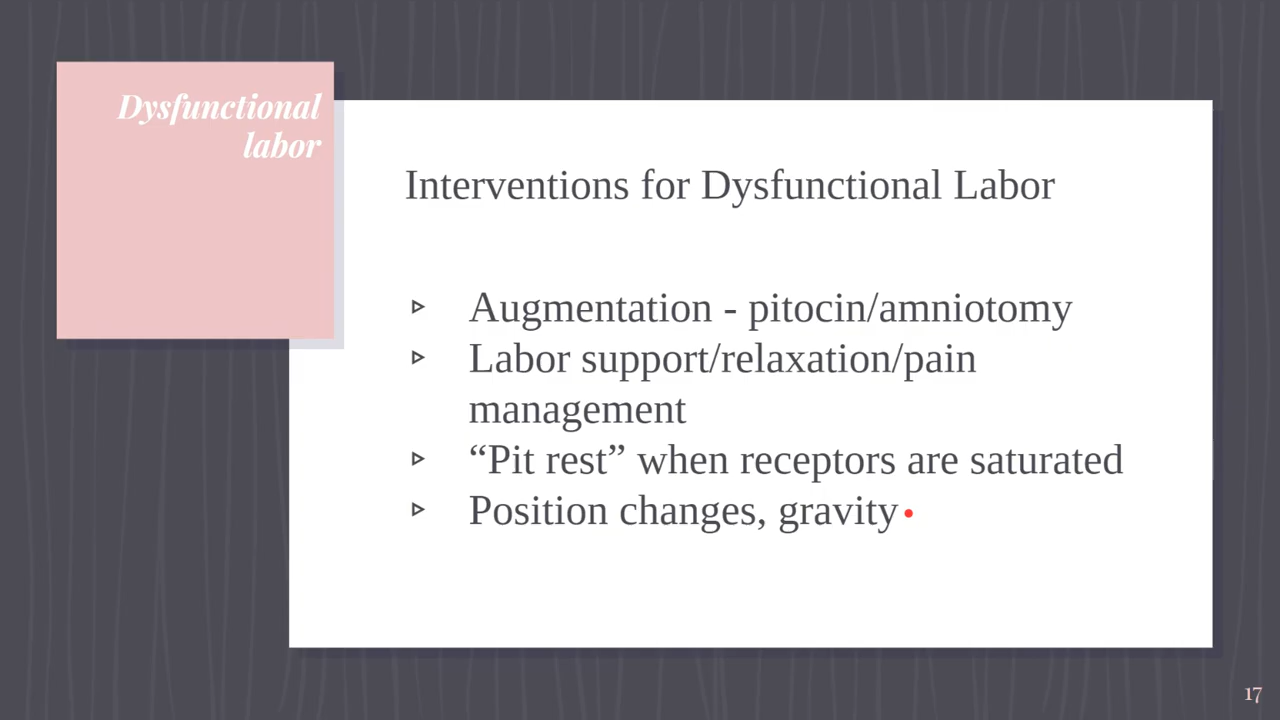 Dysfunctional
labor
Interventions for Dysfunctional Labor
▹ Augmentation - pitocin/amniotomy
▹ Labor support/relaxation/pain
management
▹ “Pit rest” when receptors are saturated
▹ Position changes, gravity
17